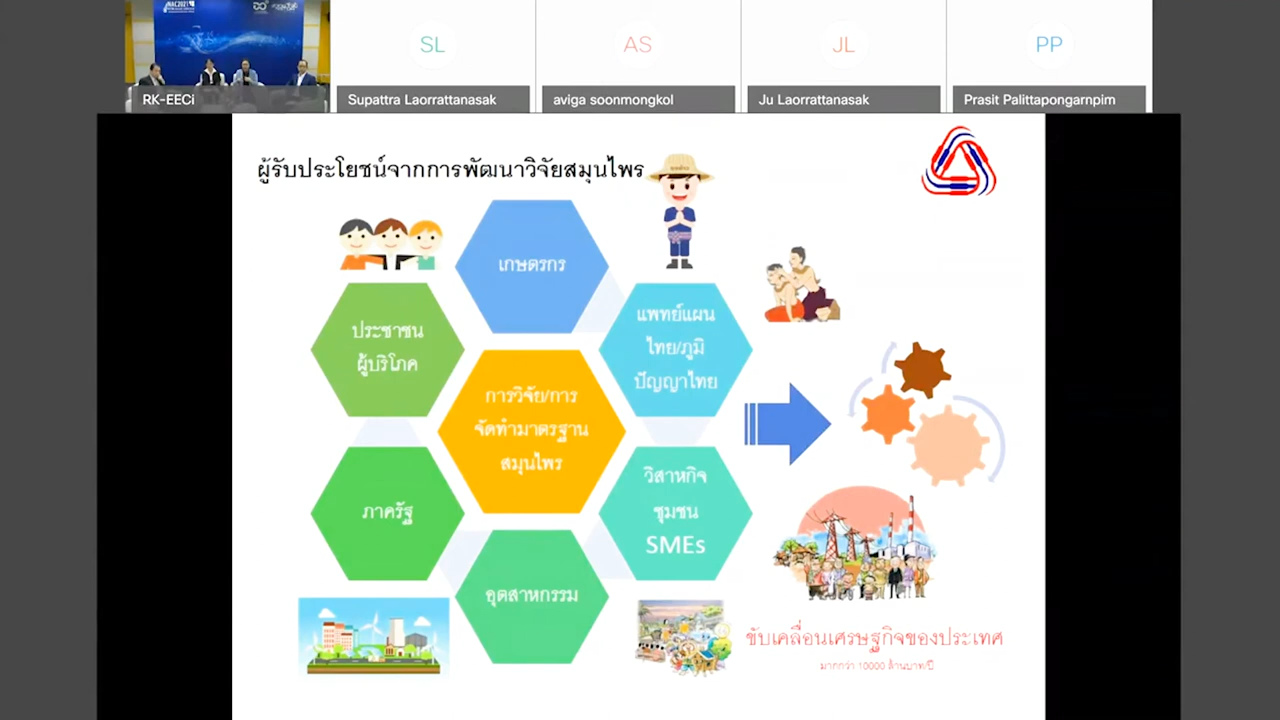 NAC2021
RK-EECi
SL
Supattra Laorrattanasak
AS
aviga soonmongkol
JL
Ju Laorrattanasak
PP
Prasit Palittapongarnpim
ผู้รับประโยชน์จากการพัฒนาวิจัยสมุนไพร
เกษตรกร
ประชาชน
ผู้บริโภค
แพทย์แผน
ไทย/ภูมิ
ปัญญาไทย
การวิจัย/การ
จัดทำมาตรฐาน
สมุนไพร
ภาครัฐ
วิสาหกิจ
ชุมชน
SMEs
อุตสาหกรรม
ขับเคลื่อนเศรษฐกิจของประเทศ
มากกว่า 10000 ล้านบาท/ปี